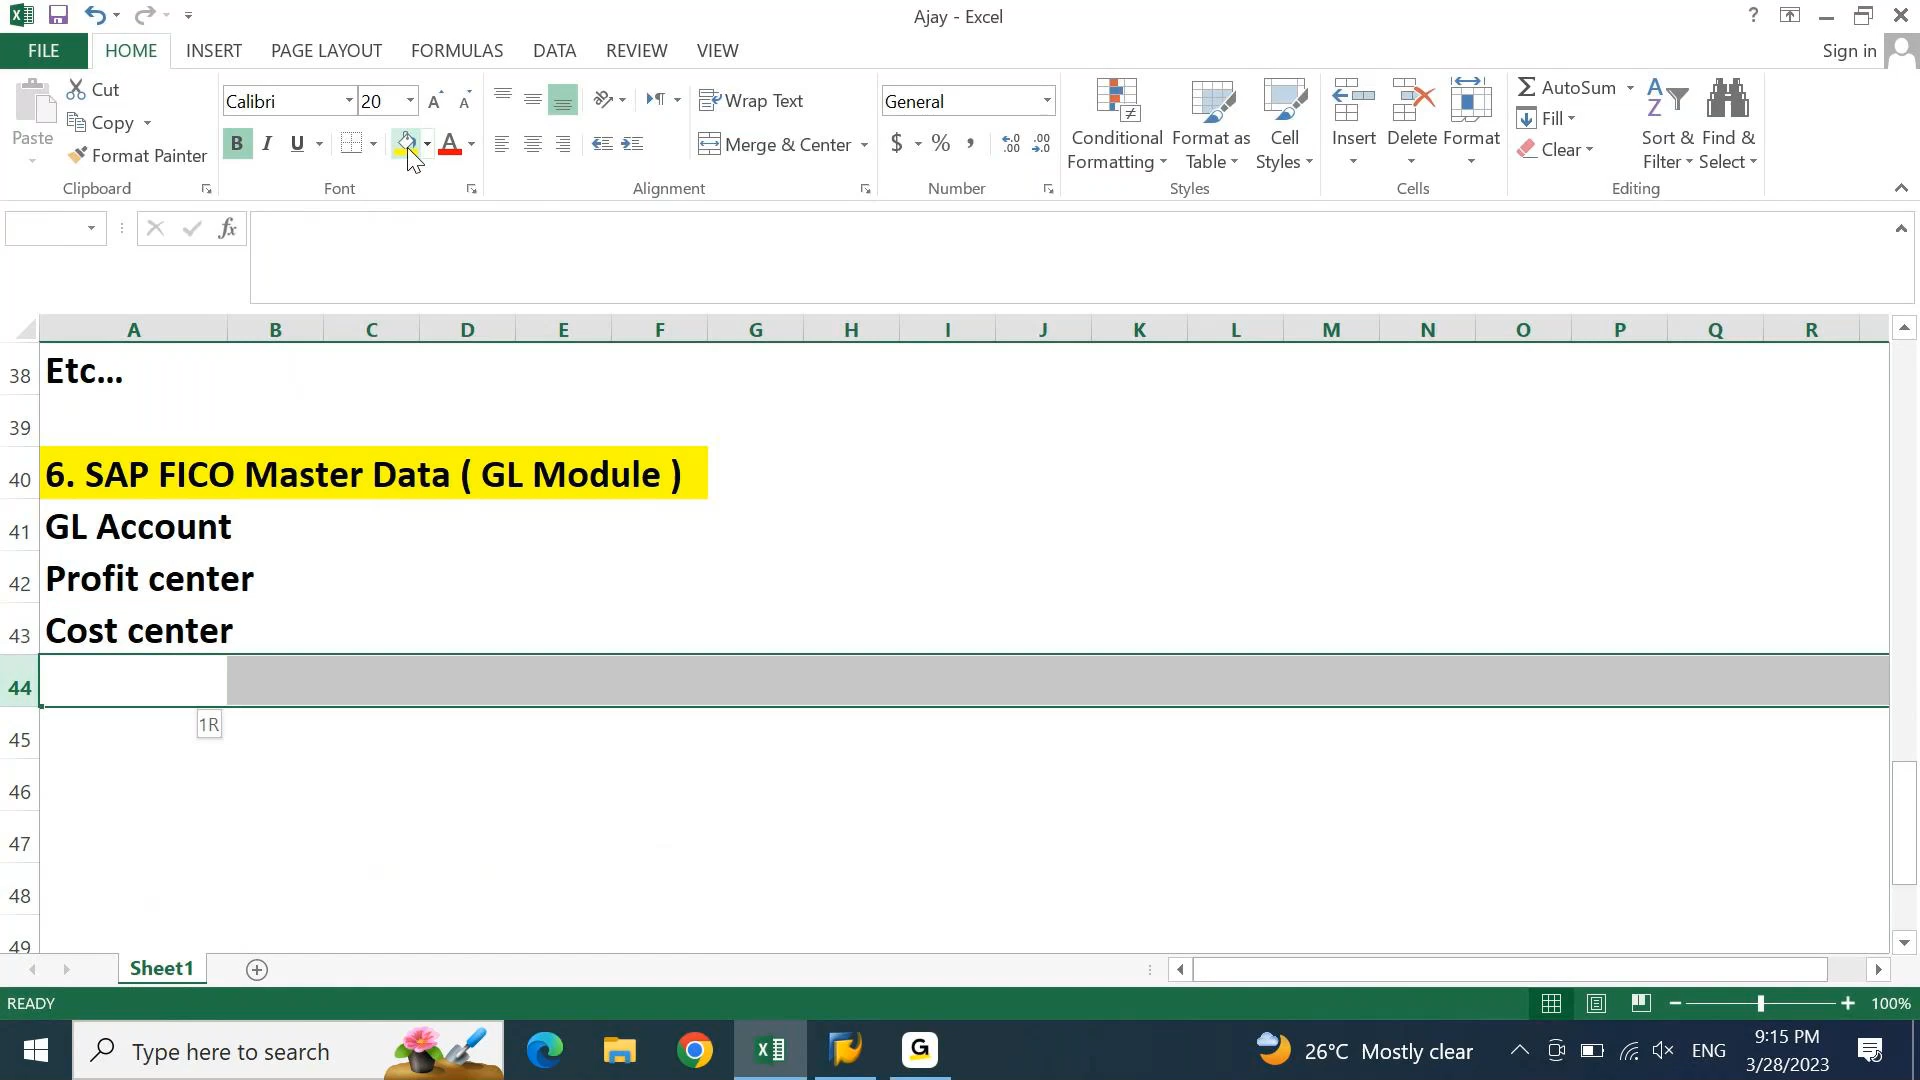 Ajay - Excel
?
FILE HOME INSERT PAGE LAYOUT FORMULAS DATA REVIEW VIEW
Sign in
Paste
Cut
Copy
Format Painter
Clipboard
Calibri 20 A A
B I U A
Font
Wrap Text
Merge & Center
Alignment
General
$ % ,
Number
Conditional Formatting
Format as Table
Cell Styles
Styles
Insert Delete Format
Cells
AutoSum
Fill
Clear
Sort & Filter
Find & Select
Editing
fx
A B C D E F G H I J K L M N O P Q R
38 Etc...
39
40 6. SAP FICO Master Data ( GL Module )
41 GL Account
42 Profit center
43 Cost center
44
1R
45
46
47
48
49
Sheet1
READY
100%
Type here to search
26°C Mostly clear
ENG
9:15 PM
3/28/2023